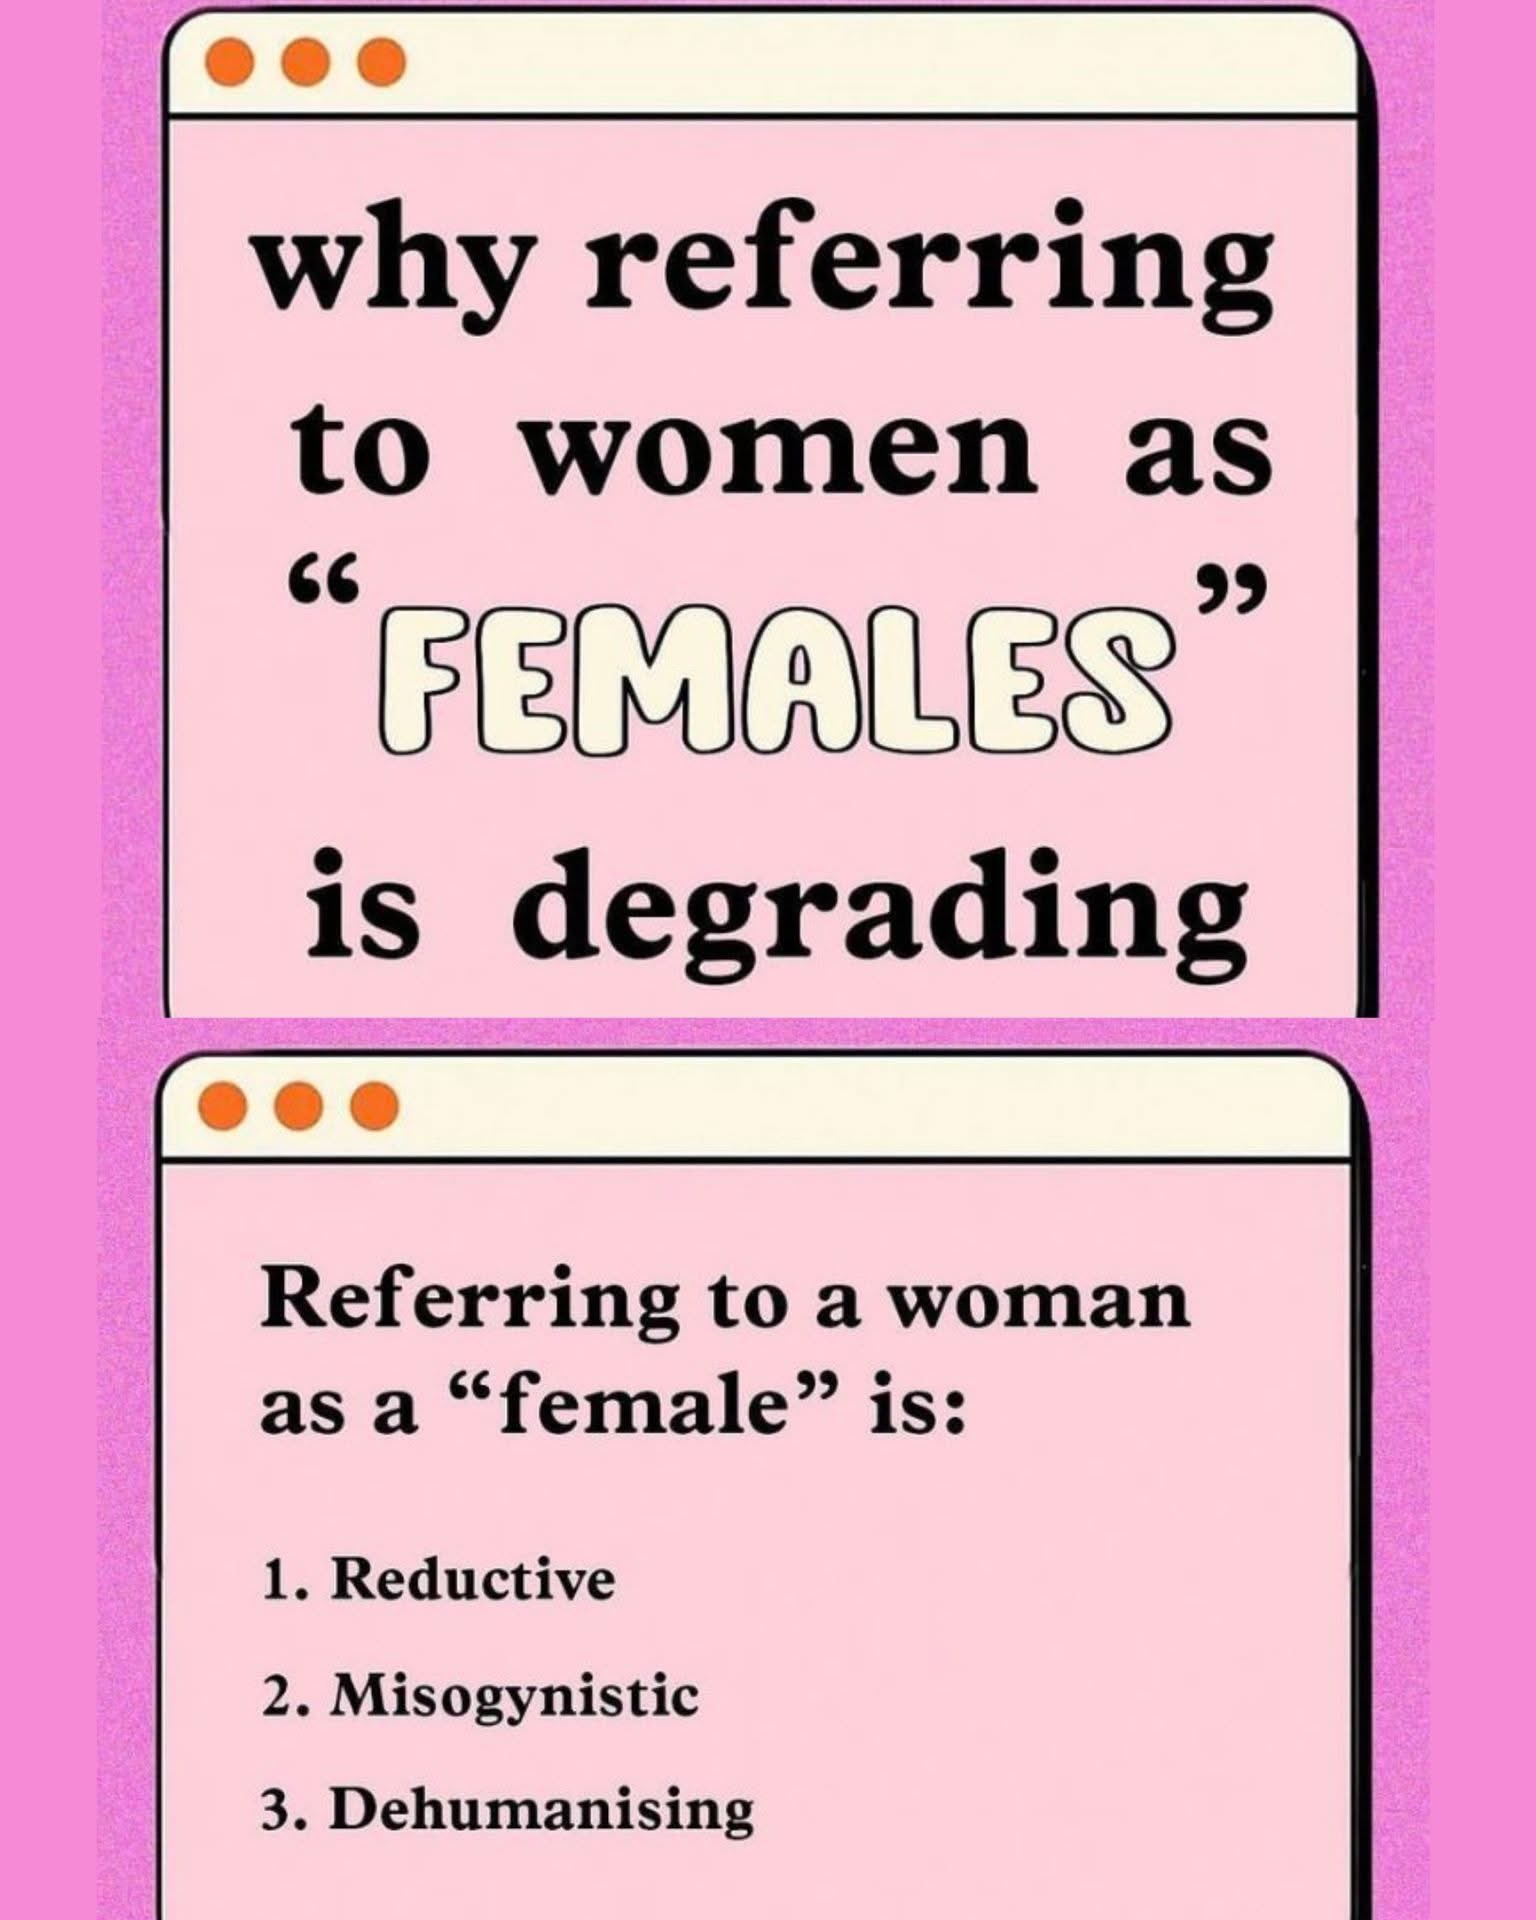 why referring
to women as
“FEMALES”
is degrading
Referring to a woman
as a “female” is:
1. Reductive
2. Misogynistic
3. Dehumanising